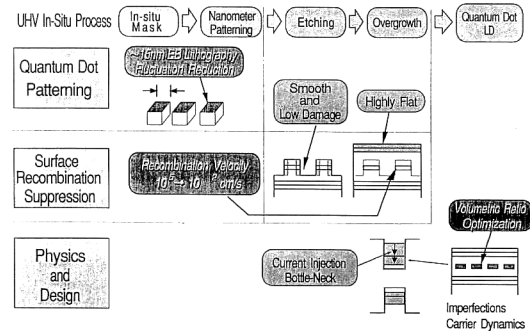 UHV In-Situ Process
In-situ
Mask
Nanometer
Patterning
Etching
Overgrowth
Quantum Dot
LD
Quantum Dot
Patterning
~15nm EB Lithography
Fluctuation Reduction
Smooth
and
Low Damage
Highly Flat
Surface
Recombination
Suppression
Recombination Velocity
cm/s
Volumetric Ratio
Optimization
Physics
and
Design
Current Injection
Bottle-Neck
Imperfections
Carrier Dynamics